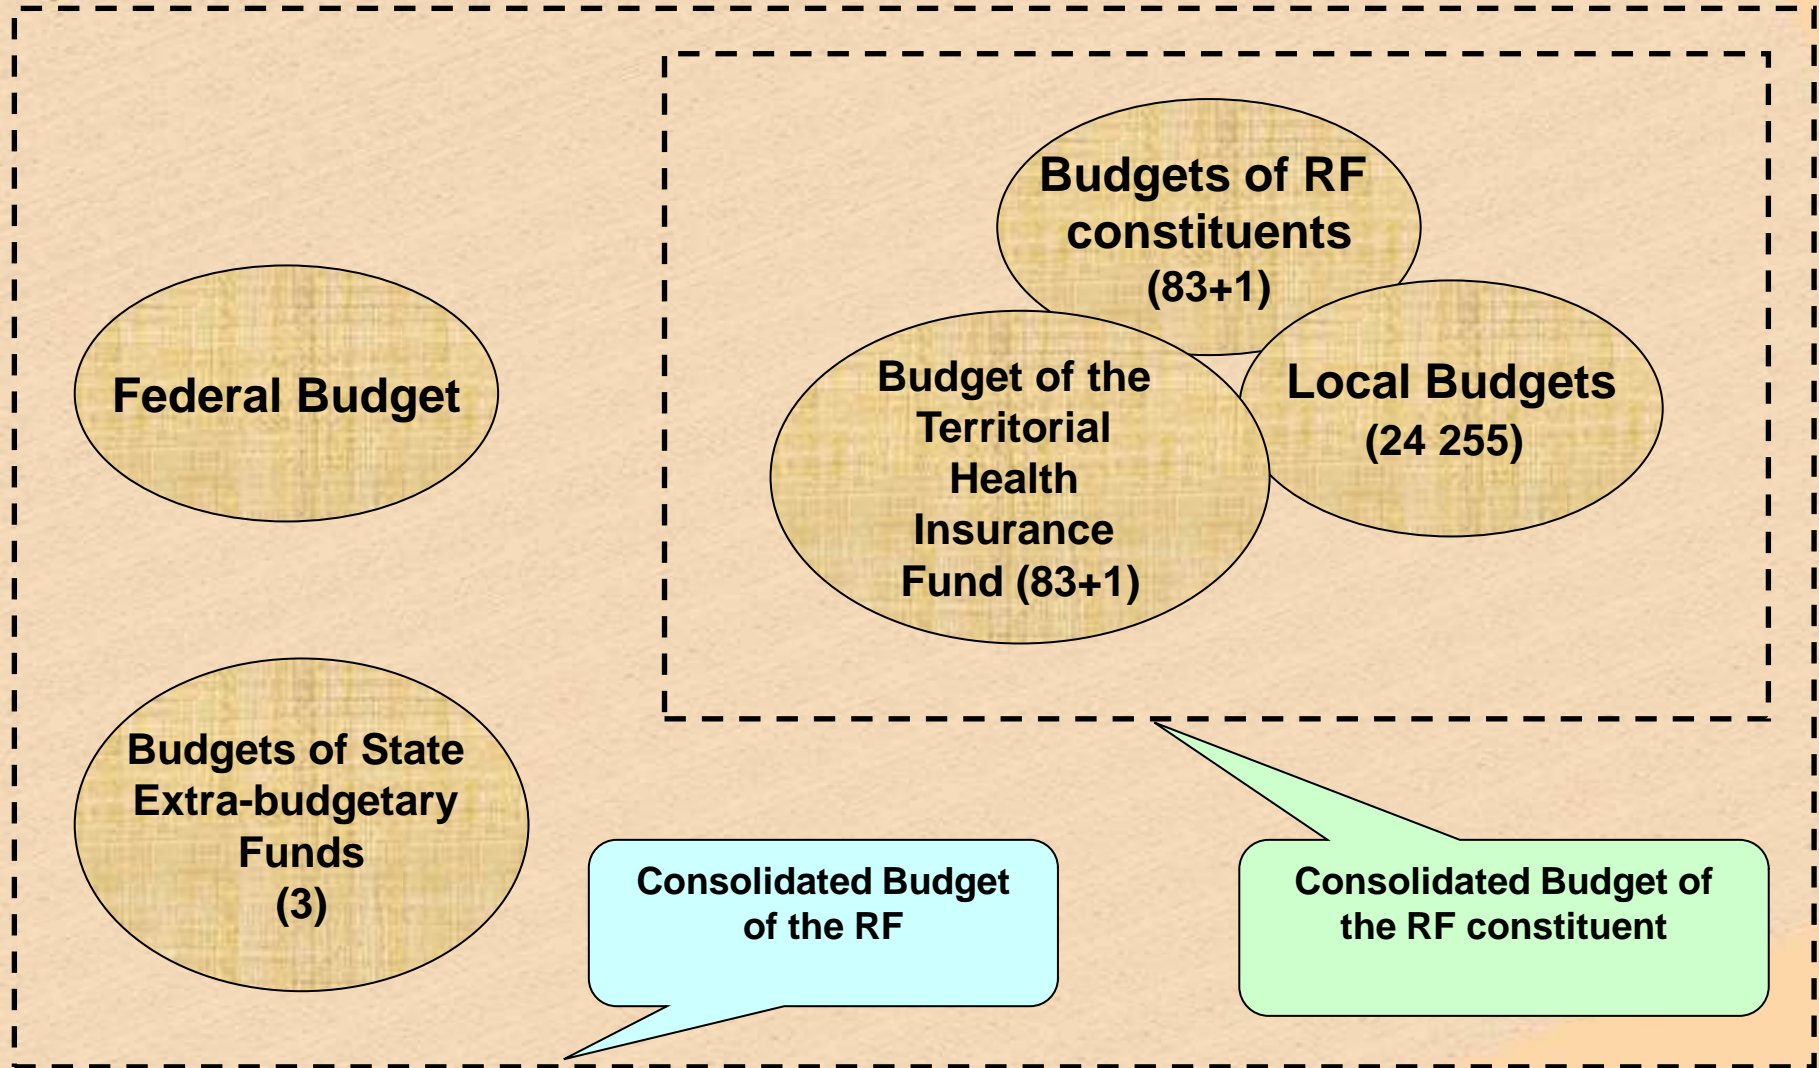 Budgets of RF
constituents
(83+1)
Federal Budget
Budget of the
Territorial
Health
Insurance
Fund (83+1)
Local Budgets
(24 255)
Budgets of State
Extra-budgetary
Funds
(3)
Consolidated Budget
of the RF
Consolidated Budget of
the RF constituent